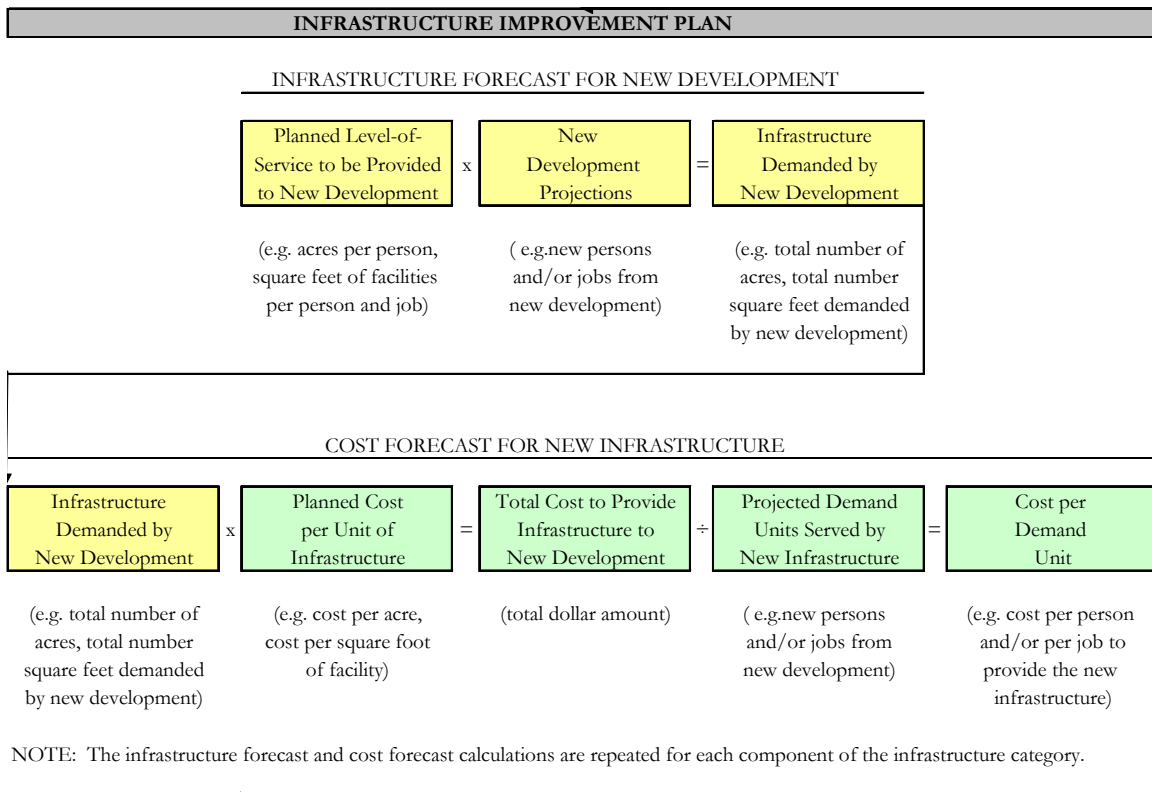 INFRASTRUCTURE IMPROVEMENT PLAN
INFRASTRUCTURE FORECAST FOR NEW DEVELOPMENT
Planned Level-of-
Service to be Provided
to New Development
x
New
Development
Projections
=
Infrastructure
Demanded by
New Development
(e.g. acres per person,
square feet of facilities
per person and job)
( e.g.new persons
and/or jobs from
new development)
(e.g. total number of
acres, total number
square feet demanded
by new development)
COST FORECAST FOR NEW INFRASTRUCTURE
Infrastructure
Demanded by
New Development
x
Planned Cost
per Unit of
Infrastructure
=
Total Cost to Provide
Infrastructure to
New Development
÷
Projected Demand
Units Served by
New Infrastructure
=
Cost per
Demand
Unit
(e.g. total number of
acres, total number
square feet demanded
by new development)
(e.g. cost per acre,
cost per square foot
of facility)
(total dollar amount)
( e.g.new persons
and/or jobs from
new development)
(e.g. cost per person
and/or per job to
provide the new
infrastructure)
NOTE:  The infrastructure forecast and cost forecast calculations are repeated for each component of the infrastructure category.